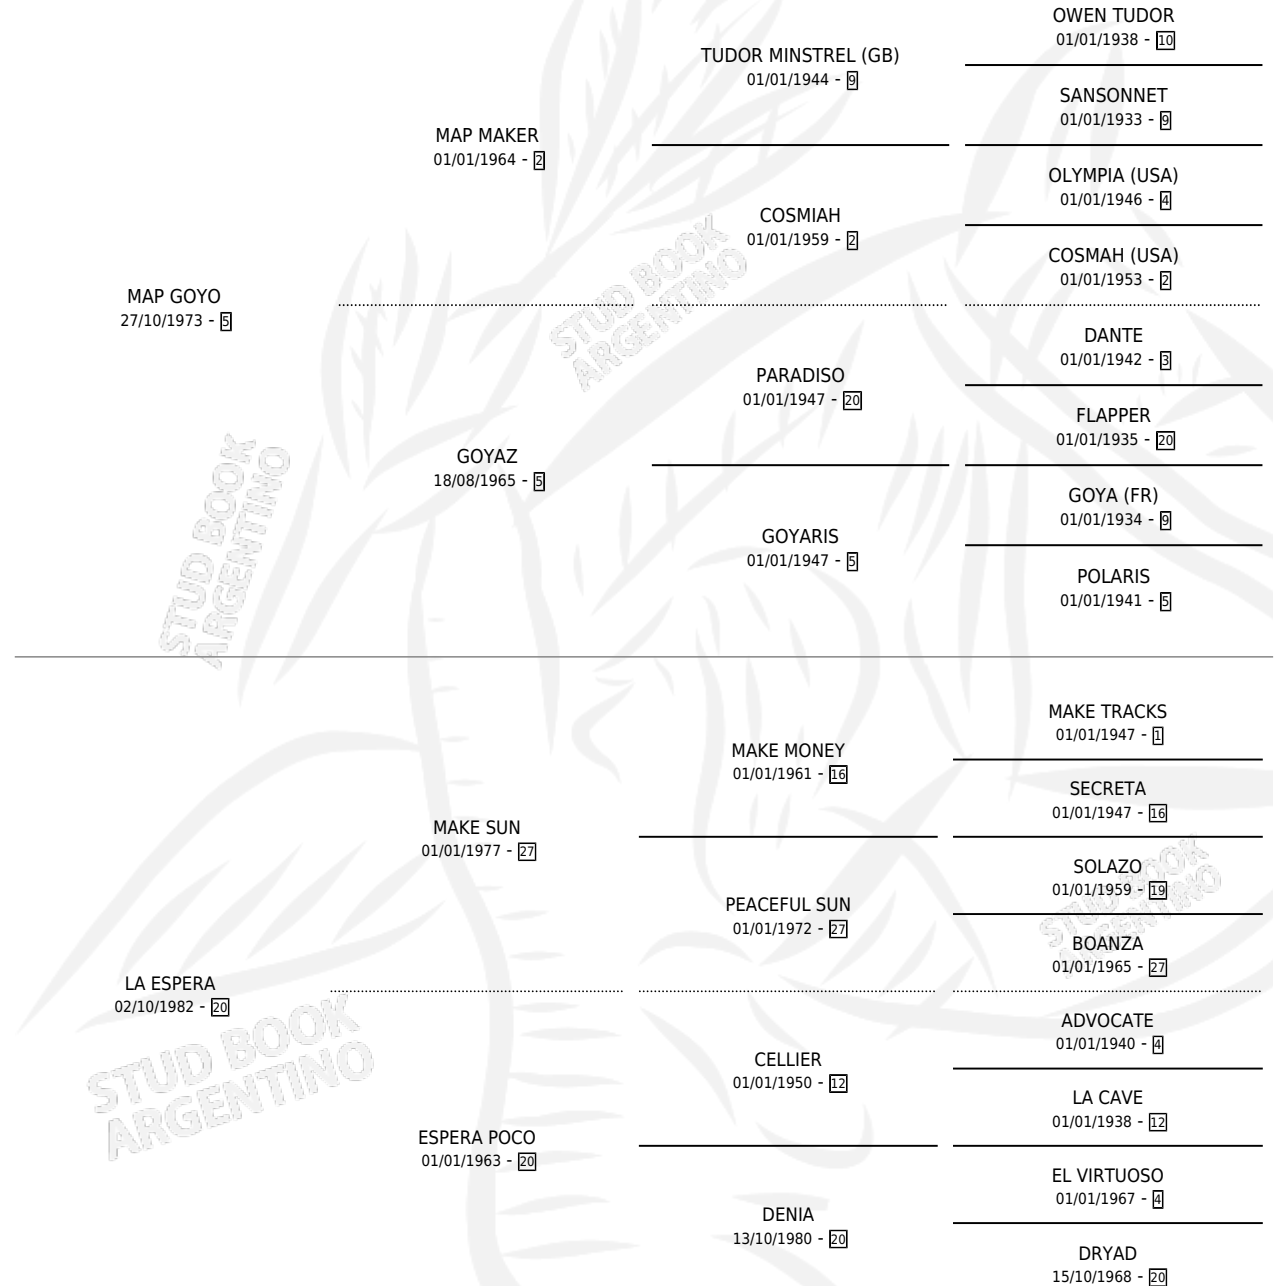 OWEN TUDOR
01/01/1938 - 10
TUDOR MINSTREL (GB)
01/01/1944 - 9
SANSONNET
01/01/1933 - 9
MAP MAKER
01/01/1964 - 2
OLYMPIA (USA)
01/01/1946 - 4
COSMIAH
01/01/1959 - 2
COSMAH (USA)
01/01/1953 - 2
MAP GOYO
27/10/1973 - 5
DANTE
01/01/1942 - 3
PARADISO
01/01/1947 - 20
FLAPPER
01/01/1935 - 20
GOYAZ
18/08/1965 - 5
GOYA (FR)
01/01/1934 - 9
GOYARIS
01/01/1947 - 5
POLARIS
01/01/1941 - 5
MAKE TRACKS
01/01/1947 - 1
MAKE MONEY
01/01/1961 - 16
SECRETA
01/01/1947 - 16
MAKE SUN
01/01/1977 - 27
SOLAZO
01/01/1959 - 19
PEACEFUL SUN
01/01/1972 - 27
BOANZA
01/01/1965 - 27
LA ESPERA
02/10/1982 - 20
ADVOCATE
01/01/1940 - 4
CELLIER
01/01/1950 - 12
LA CAVE
01/01/1938 - 12
ESPERA POCO
01/01/1963 - 20
EL VIRTUOSO
01/01/1967 - 4
DENIA
13/10/1980 - 20
DRYAD
15/10/1968 - 20
STUD BOOK
ARGENTINO
STUD BOOK
ARGENTINO
STUD BOOK
ARGENTINO
STUD BOOK
ARGENTINO